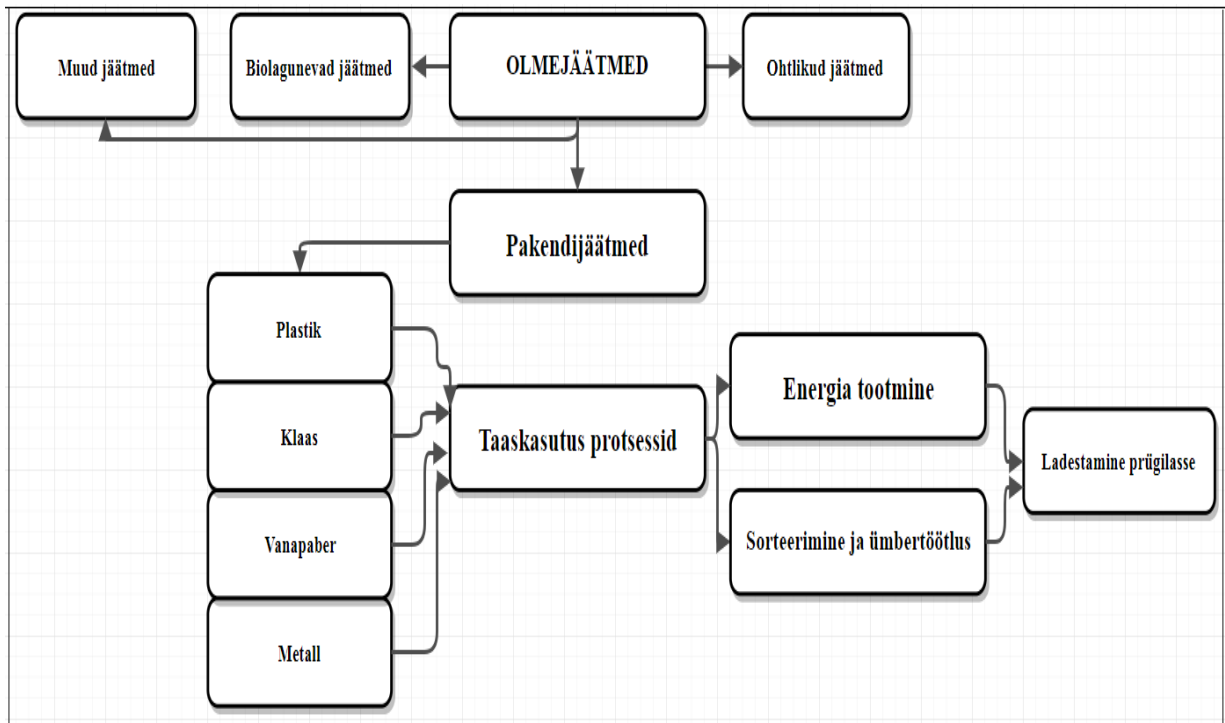 Muud jäätmed
Biolagunevad jäätmed
OLMEJÄÄTMED
Ohtlikud jäätmed
Pakendijäätmed
Plastik
Klaas
Vanapaber
Metall
Taaskasutus protsessid
Energia tootmine
Sorteerimine ja ümbertöötlus
Ladestamine prügilasse